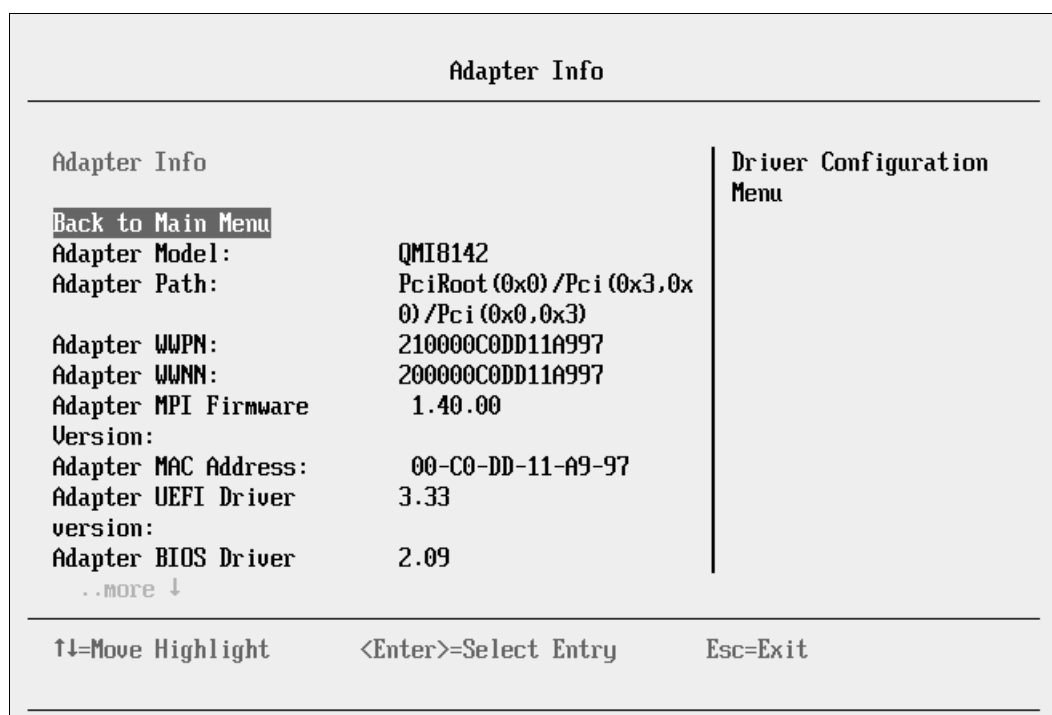 Adapter Info
Adapter Info
Driver Configuration
Menu
Back to Main Menu
Adapter Model: QMI8142
Adapter Path: PciRoot(0x0)/Pci(0x3,0x
0)/Pci(0x0,0x3)
Adapter WWPN: 210000C0DD11A997
Adapter WWNN: 200000C0DD11A997
Adapter MPI Firmware 1.40.00
Version:
Adapter MAC Address: 00-C0-DD-11-A9-97
Adapter UEFI Driver 3.33
version:
Adapter BIOS Driver 2.09
..more ↓
↑↓=Move Highlight <Enter>=Select Entry Esc=Exit